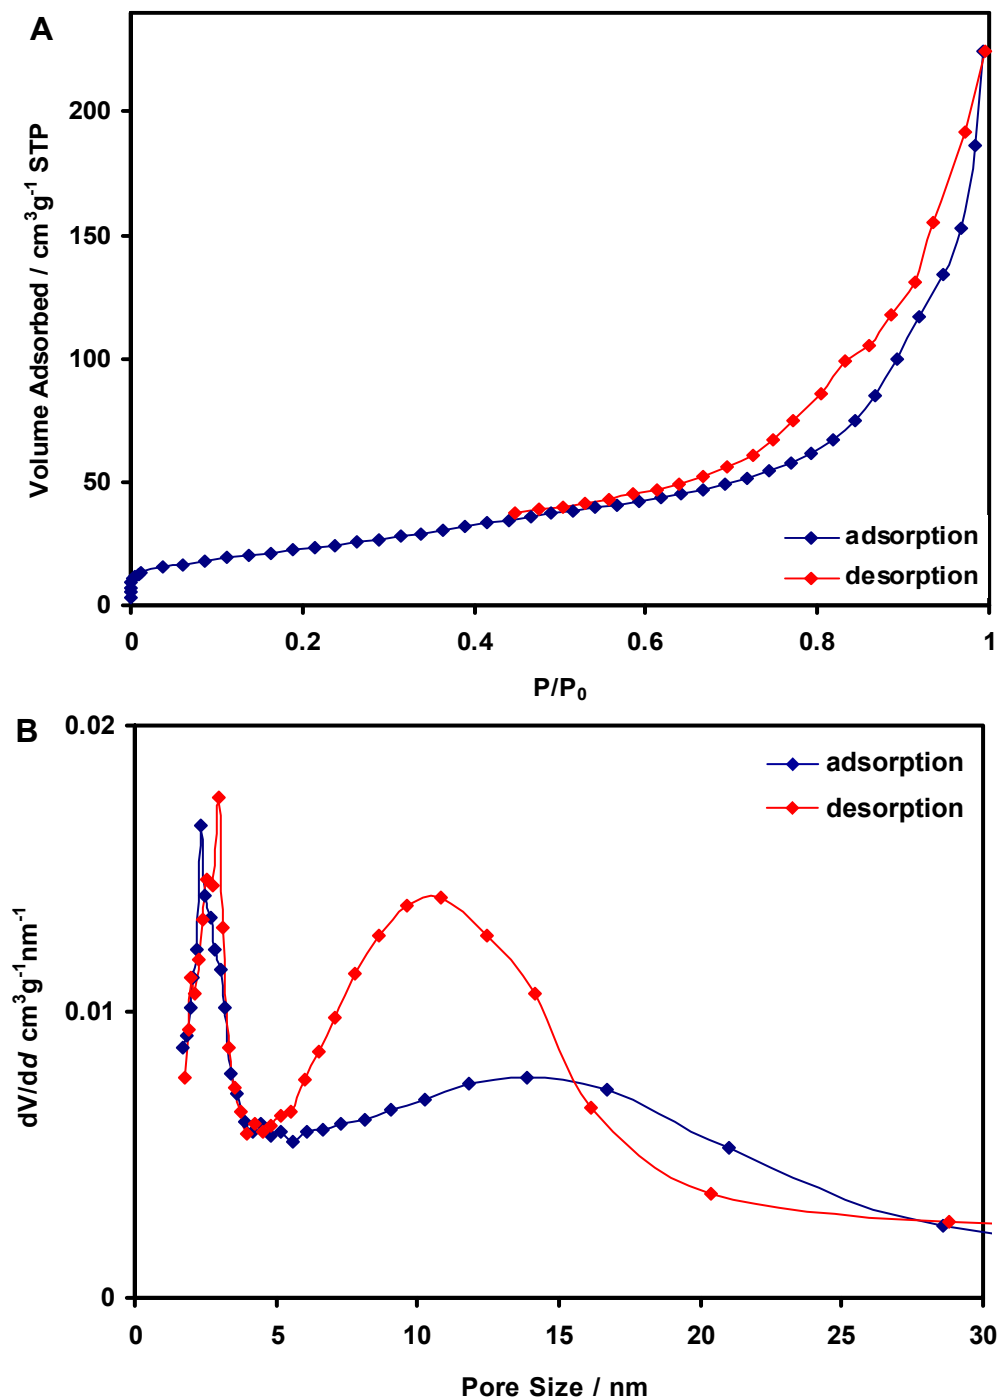 A
Volume Adsorbed / cm³g⁻¹ STP
200
150
100
50
0
0 0.2 0.4 0.6 0.8 1
P/P₀
adsorption
desorption
B
dV/dd cm³g⁻¹nm⁻¹
0.02
0.01
0
0 5 10 15 20 25 30
Pore Size / nm
adsorption
desorption